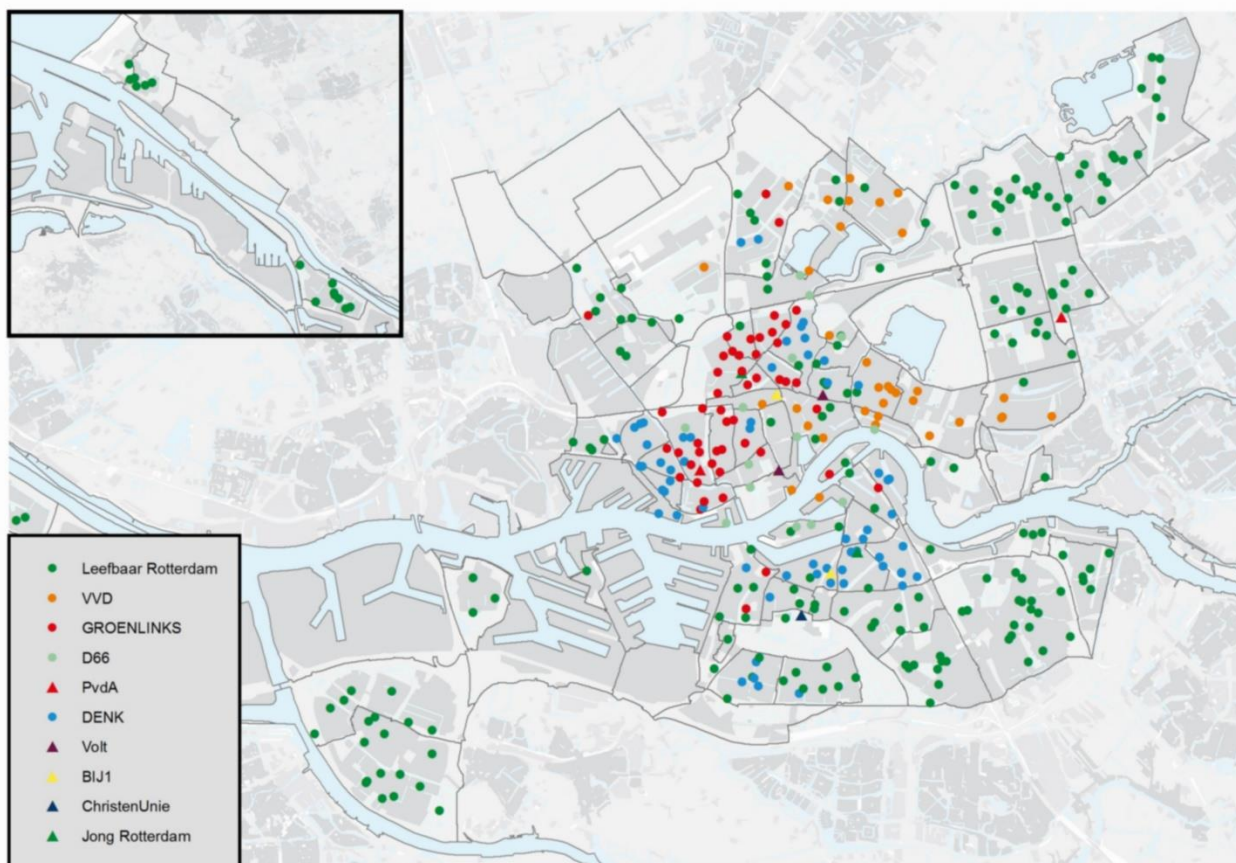 Leefbaar Rotterdam
VVD
GROENLINKS
D66
PvdA
DENK
Volt
BIJ1
ChristenUnie
Jong Rotterdam